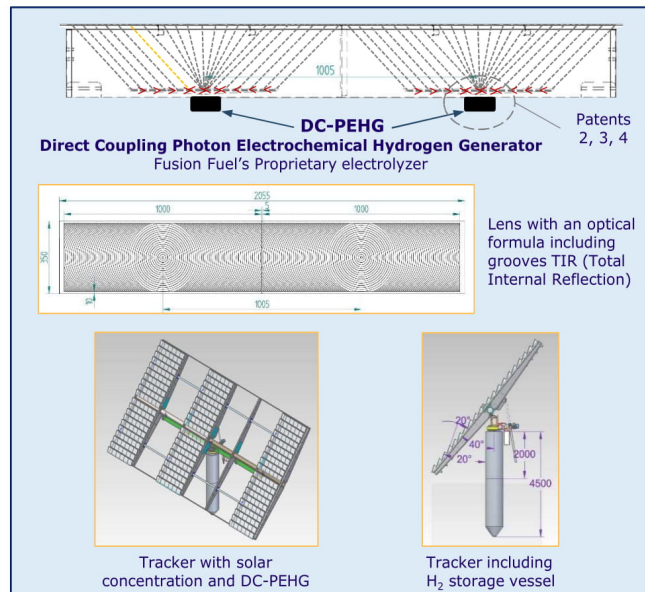 1005
DC-PEHG
Direct Coupling Photon Electrochemical Hydrogen Generator
Fusion Fuel's Proprietary electrolyzer
Patents
2, 3, 4
2055
1000
5
1000
350
10
1005
Lens with an optical
formula including
grooves TIR (Total
Internal Reflection)
20°
40°
20°
2000
4500
Tracker with solar
concentration and DC-PEHG
Tracker including
H₂ storage vessel